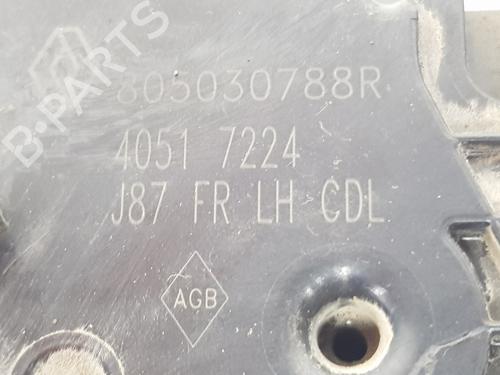 B-PARTS
805030788R
4051 7224
J87 FR LH CDL
AGB